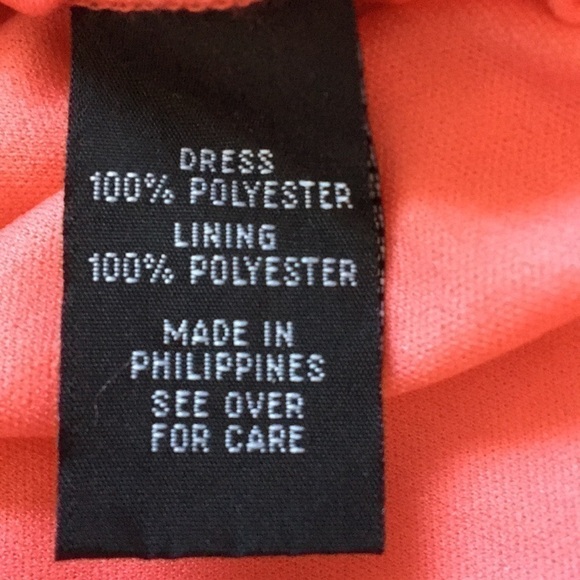 DRESS
100% POLYESTER
LINING
100% POLYESTER
MADE IN
PHILIPPINES
SEE OVER
FOR CARE